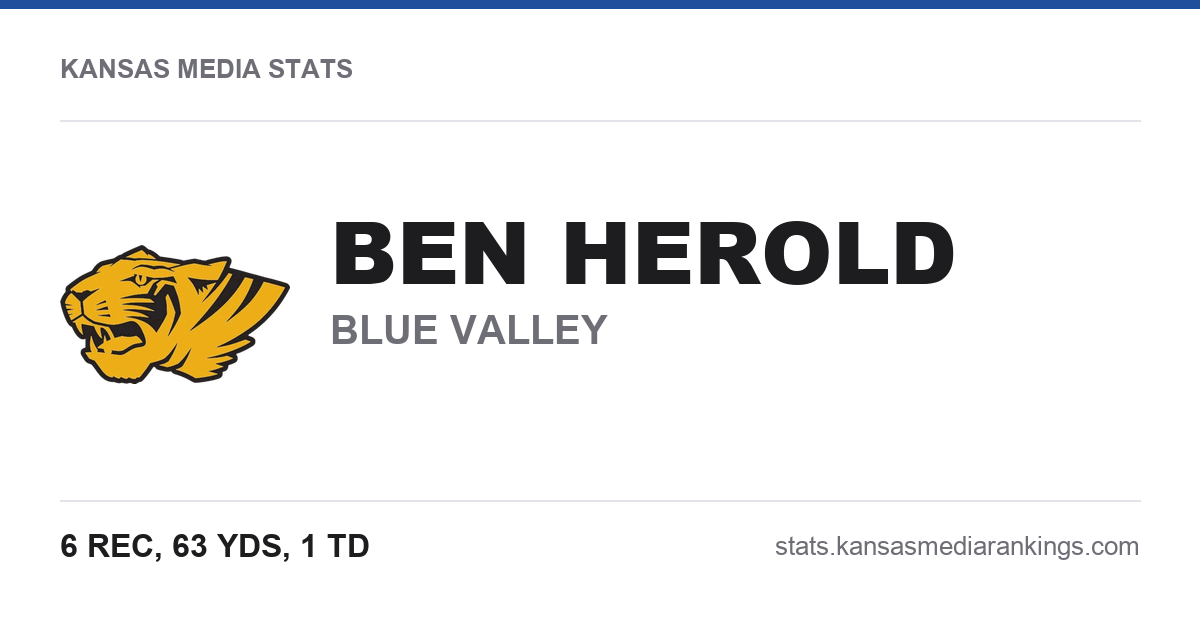 KANSAS MEDIA STATS
BEN HEROLD
BLUE VALLEY
6 REC, 63 YDS, 1 TD
stats.kansasmediarankings.com